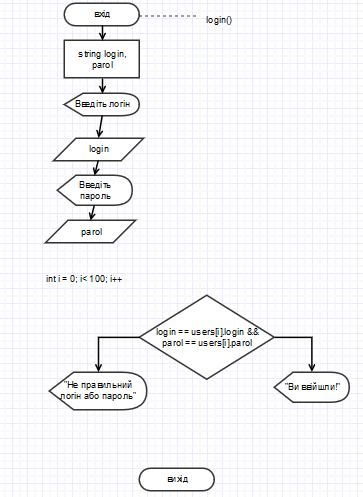 вхід
login()
string login,
parol
Введіть логін
login
Введіть
пароль
parol
int i = 0; i< 100; i++
login == users[i].login &&
parol == users[i].parol
"Не правильний
логін або пароль"
"Ви ввійшли!"
вихід